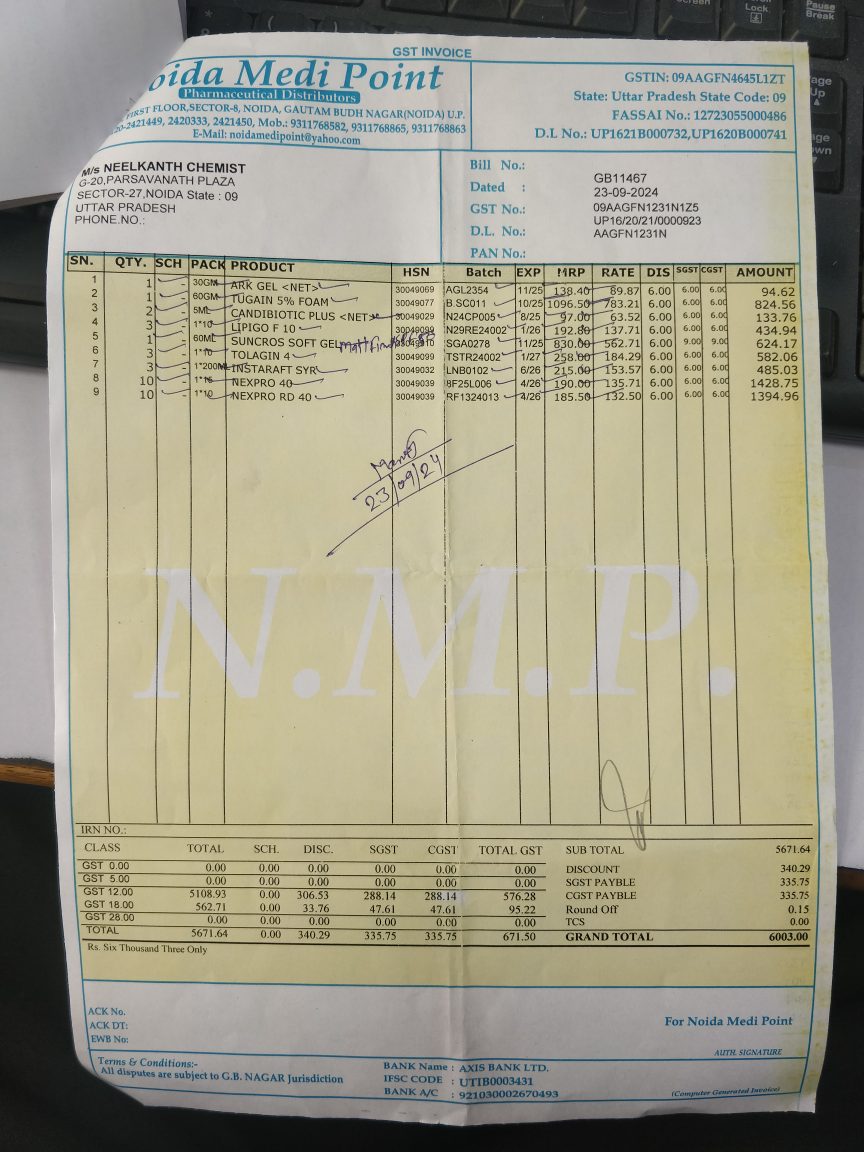 GST INVOICE
oida Medi Point
Pharmaceutical Distributors
FIRST FLOOR,SECTOR-8, NOIDA, GAUTAM BUDH NAGAR(NOIDA) U.P.
20-2421449, 2420333, 421450, Mob.: 9311768582, 9311768865, 9311768863
E-Mail: noidamedipoint@yahoo.com
GSTIN: 09AAGFN4645L1ZT
State: Uttar Pradesh State Code: 09
FASSAI No.: 12723055000486
D.L No.: UP1621B000732,UP1620B000741
M/s NEELKANTH CHEMIST
G-20,PARSAVANATH PLAZA
SECTOR-27,NOIDA State : 09
UTTAR PRADESH
PHONE.NO.:
Bill No.: GB11467
Dated : 23-09-2024
GST No.: 09AAGFN1231N1Z5
D.L. No.: UP16/20/21/0000923
PAN No.: AAGFN1231N
SN. QTY. SCH PACK PRODUCT HSN Batch EXP MRP RATE DIS SGST CGST AMOUNT
1 1 - 30GM ARK GEL <NET> 30049069 AGL2354 11/25 138.40 89.87 6.00 6.00 6.00 94.62
2 1 - 60GM TUGAIN 5% FOAM 30049077 B.SC011 10/25 1096.50 783.21 6.00 6.00 6.00 824.56
3 2 - 5ML CANDIBIOTIC PLUS <NET> 30049029 N24CP005 8/25 97.00 63.52 6.00 6.00 6.00 133.76
4 3 - 1*10 LIPIGO F 10 30049099 N29RE24002 1/26 192.80 137.71 6.00 6.00 6.00 434.94
5 1 - 60ML SUNCROS SOFT GEL SGA0278 11/25 830.00 562.71 6.00 9.00 9.00 624.17
6 3 - 1*10 TOLAGIN 4 30049099 TSTR24002 1/27 258.00 184.29 6.00 6.00 6.00 582.06
7 3 - 1*200ML INSTARAFT SYR 30049032 LNB0102 6/26 215.00 153.57 6.00 6.00 6.00 485.03
8 10 - NEXPRO 40 30049039 8F25L006 4/26 190.00 135.71 6.00 6.00 6.00 1428.75
9 10 - 1*10 NEXPRO RD 40 30049039 RF1324013 4/26 185.50 132.50 6.00 6.00 6.00 1394.96
23/09/24
N.M.P.
IRN NO.:
CLASS TOTAL SCH. DISC. SGST CGST TOTAL GST
GST 0.00 0.00 0.00 0.00 0.00 0.00 0.00
GST 5.00 0.00 0.00 0.00 0.00 0.00 0.00
GST 12.00 5108.93 0.00 306.53 288.14 288.14 576.28
GST 18.00 562.71 0.00 33.76 47.61 47.61 95.22
GST 28.00 0.00 0.00 0.00 0.00 0.00 0.00
TOTAL 5671.64 0.00 340.29 335.75 335.75 671.50
Rs. Six Thousand Three Only
SUB TOTAL 5671.64
DISCOUNT 340.29
SGST PAYBLE 335.75
CGST PAYBLE 335.75
Round Off 0.15
TCS 0.00
GRAND TOTAL 6003.00
ACK No.
ACK DT:
EWB No:
For Noida Medi Point
AUTH. SIGNATURE
Terms & Conditions:-
All disputes are subject to G.B. NAGAR Jurisdiction
BANK Name : AXIS BANK LTD.
IFSC CODE : UTIB0003431
BANK A/C : 921030002670493
(Computer Generated Invoice)
Lock
Pause
Break